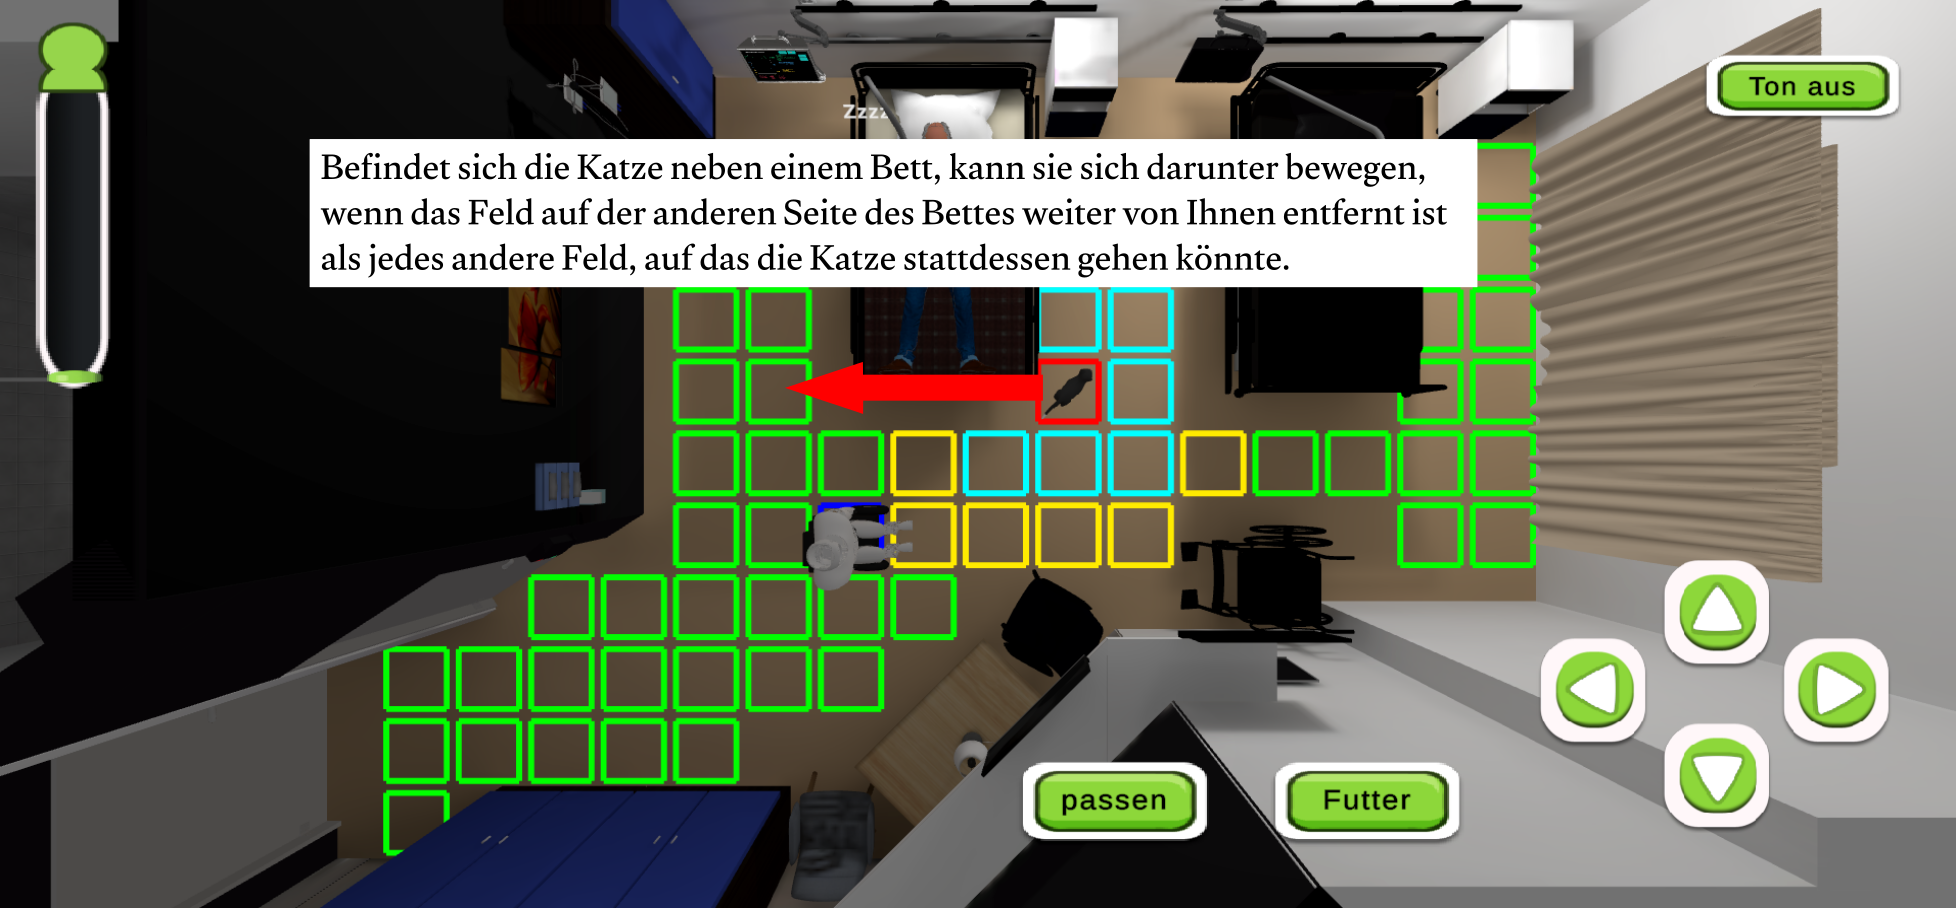 Ton aus
Zzzz
Befindet sich die Katze neben einem Bett, kann sie sich darunter bewegen,
wenn das Feld auf der anderen Seite des Bettes weiter von Ihnen entfernt ist
als jedes andere Feld, auf das die Katze stattdessen gehen könnte.
passen
Futter